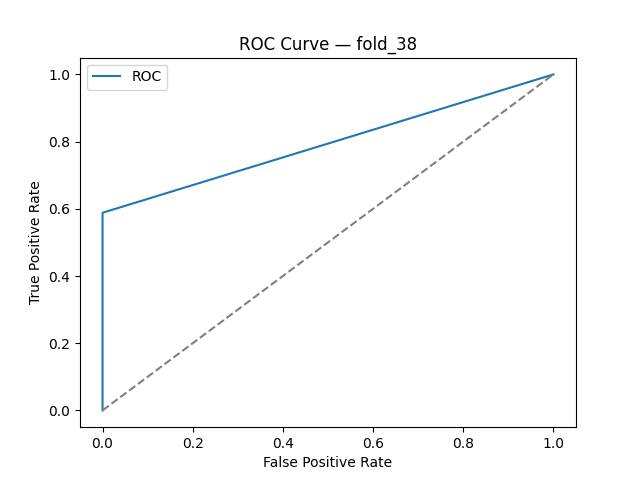 ROC Curve — fold_38
ROC
1.0
0.8
0.6
0.4
0.2
0.0
True Positive Rate
0.0 0.2 0.4 0.6 0.8 1.0
False Positive Rate